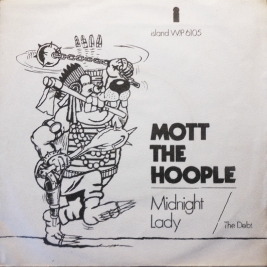 island WIP 6105
MOTT
THE
HOOPLE
Midnight
Lady
/ The Debt